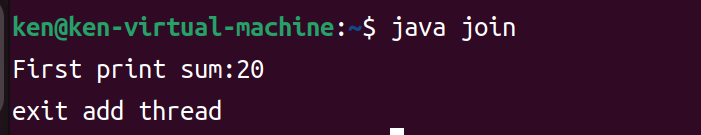 ken@ken-virtual-machine:~$ java join
First print sum:20
exit add thread